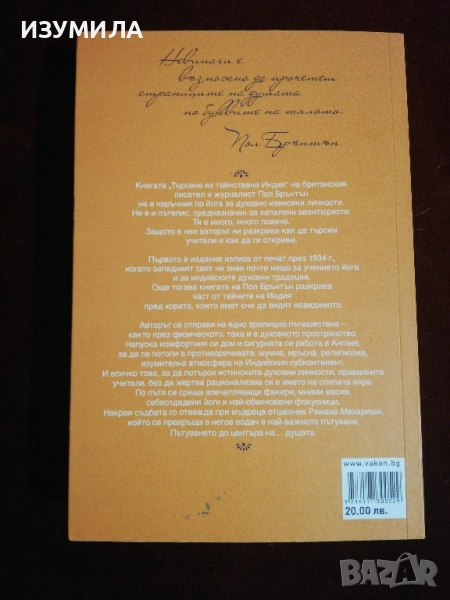 ИЗУМИЛА
Невинаги е
възможено да прочетеш
страниците на душата
по буквите на тялото.
Пол Брънтън
Книгата „Търсене из тайнствена Индия" на британския
писател и журналист Пол Брънтън
не е наръчник по йога за духовно извисени личности.
Не е и пътепис, предназначен за запалени авантюристи.
Тя е много, много повече.
Защото в нея авторът ни разкрива как да търсим
учители и как да ги открием.
Първото ѝ издание излиза от печат през 1934 г.,
когато западният свят не знае почти нищо за учението йога
и за индийските духовни традиции.
Още тогава книгата на Пол Брънтън разкрива
част от тайните на Индия
пред хората, които имат очи да видят невидимото.
Авторът се отправя на едно зрелищно пътешествие –
както през физическото, така и в духовното пространство.
Напуска комфортния си дом и сигурната си работа в Англия,
за да се потопи в противоречивата, шумна, мръсна, религиозна,
изумителна атмосфера на Индийския субконтинент.
И всичко това, за да потърси истинските духовни личности, правилните
учители, без да жертва рационализма си в името на сляпата вяра.
По пътя си среща впечатляващи факири, мними месии,
себеотдадени йоги и най-обикновени фокусници.
Накрая съдбата го отвежда при мъдреца отшелник Рамана Махариши,
който се превръща в негов водач в най-важното пътуване.
Пътуването до центъра на... душата.
www.vakon.bg
20.00 лв.
BAZAR